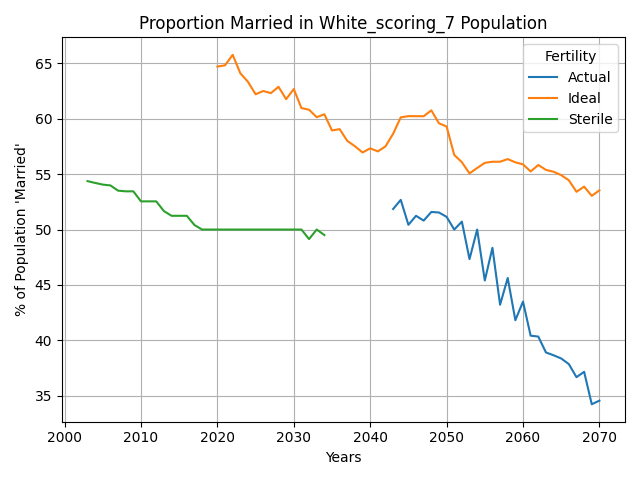 Proportion Married in White_scoring_7 Population
% of Population 'Married'
65
60
55
50
45
40
35
Fertility
Actual
Ideal
Sterile
2000 2010 2020 2030 2040 2050 2060 2070
Years